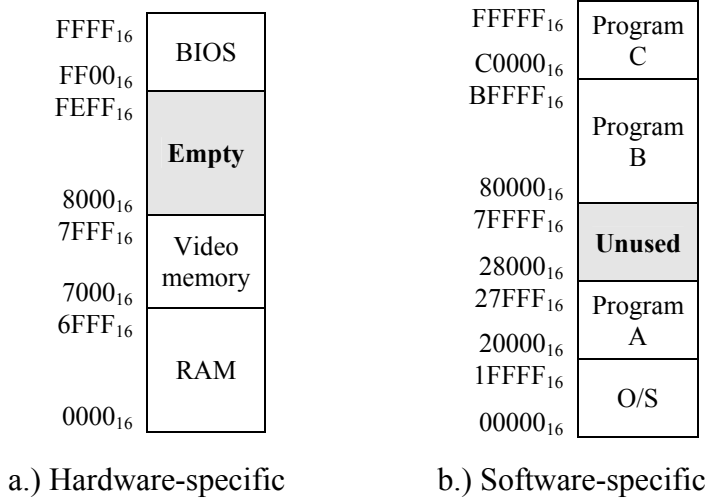 FFFF16
BIOS
FF0016
FEFF16
Empty
800016
7FFF16
Video
memory
700016
6FFF16
RAM
000016
a.) Hardware-specific
FFFFF16
Program
C
C000016
BFFFF16
Program
B
8000016
7FFFF16
Unused
2800016
27FFF16
Program
A
2000016
1FFFF16
O/S
0000016
b.) Software-specific